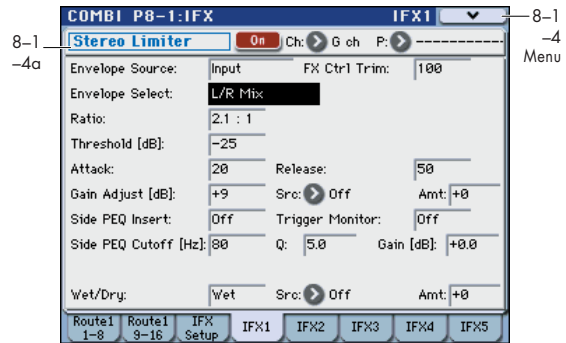 COMBI P8-1:IFX IFX1
8-1
-4
Menu
8-1
-4a
Stereo Limiter On Ch: G ch P: ------------
Envelope Source: Input FX Ctrl Trim: 100
Envelope Select: L/R Mix
Ratio: 2.1 : 1
Threshold [dB]: -25
Attack: 20 Release: 50
Gain Adjust [dB]: +9 Src: Off Amt: +0
Side PEQ Insert: Off Trigger Monitor: Off
Side PEQ Cutoff [Hz]: 80 Q: 5.0 Gain [dB]: +0.0
Wet/Dry: Wet Src: Off Amt: +0
Route1 1-8 Route1 9-16 IFX Setup IFX1 IFX2 IFX3 IFX4 IFX5